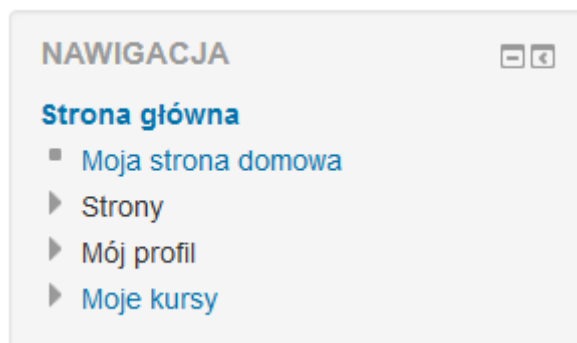 NAWIGACJA
Strona główna
Moja strona domowa
Strony
Mój profil
Moje kursy